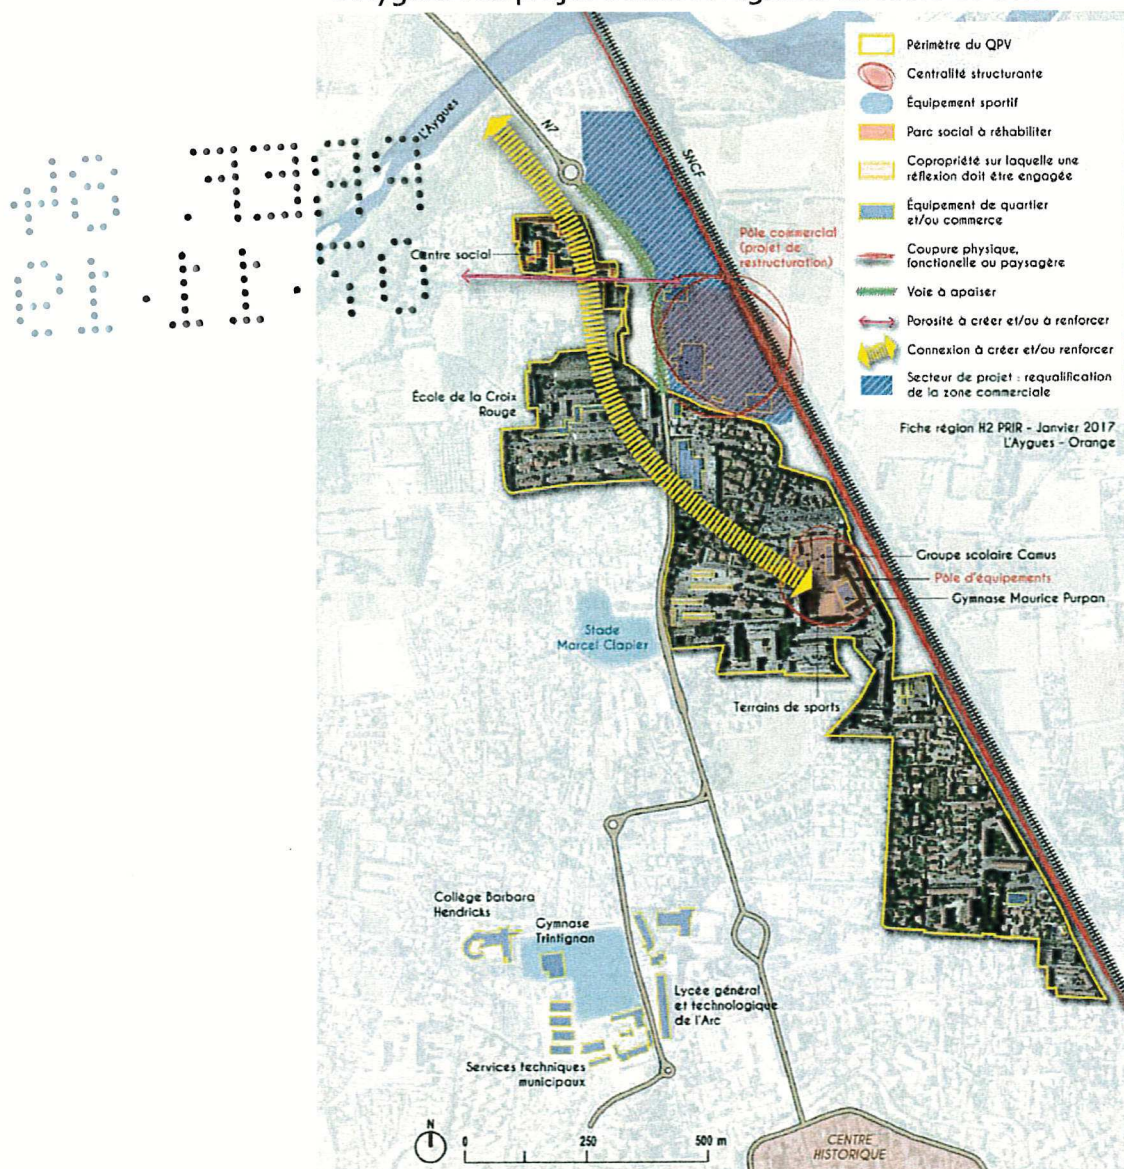 PREF. 84
07.11.19
L'Aygues
N7
SNCF
Centre social
Pôle commercial
(projet de
restructuration)
École de la Croix
Rouge
Groupe scolaire Camus
Pôle d'équipements
Gymnase Maurice Purpan
Stade
Marcel Clapier
Terrains de sports
Collège Barbara
Hendricks
Gymnase
Trintignan
Lycée général
et technologique
de l'Arc
Services techniques
municipaux
N
0 250 500 m
CENTRE
HISTORIQUE
Périmètre du QPV
Centralité structurante
Équipement sportif
Parc social à réhabiliter
Copropriété sur laquelle une
réflexion doit être engagée
Équipement de quartier
et/ou commerce
Coupure physique,
fonctionelle ou paysagère
Voie à apaiser
Porosité à créer et/ou à renforcer
Connexion à créer et/ou renforcer
Secteur de projet : requalification
de la zone commerciale
Fiche région H2 PRIR - Janvier 2017
L'Aygues - Orange